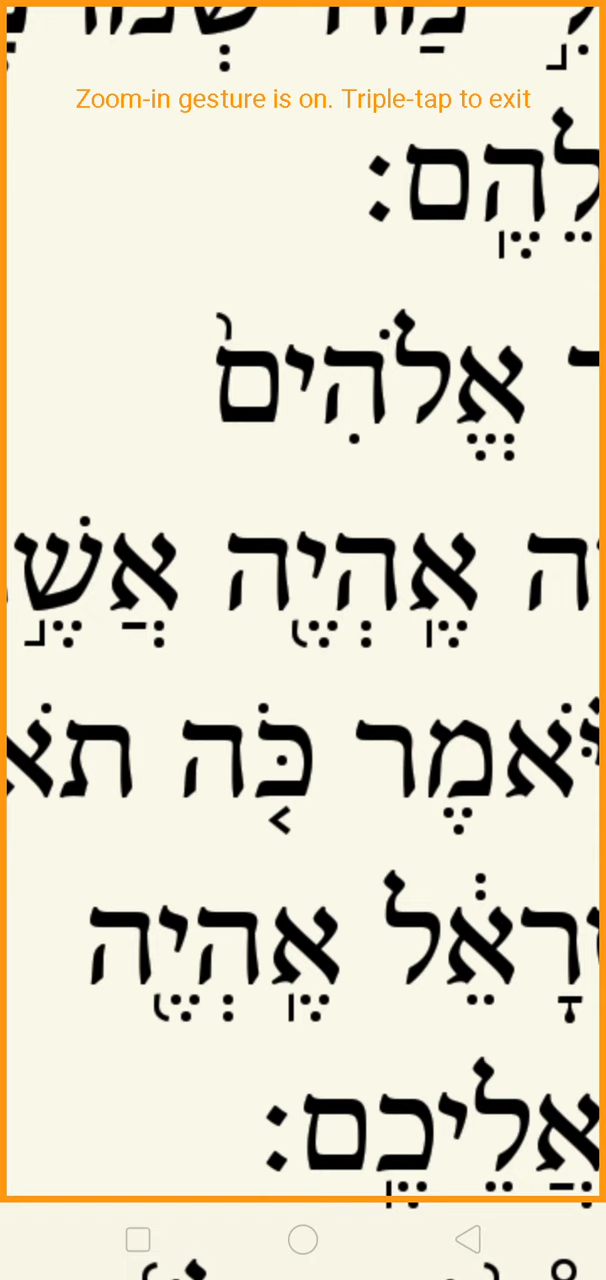 Zoom-in gesture is on. Triple-tap to exit
לֵהֶֽם׃
אֱלֹהִים֙
ה אֶֽהְיֶ֖ה אֲשֶׁ֣
יֹּאמֶר כֹּ֤ה תֹא
רָאֵ֔ל אֶֽהְיֶ֖ה
אֲלֵיכֶֽם׃